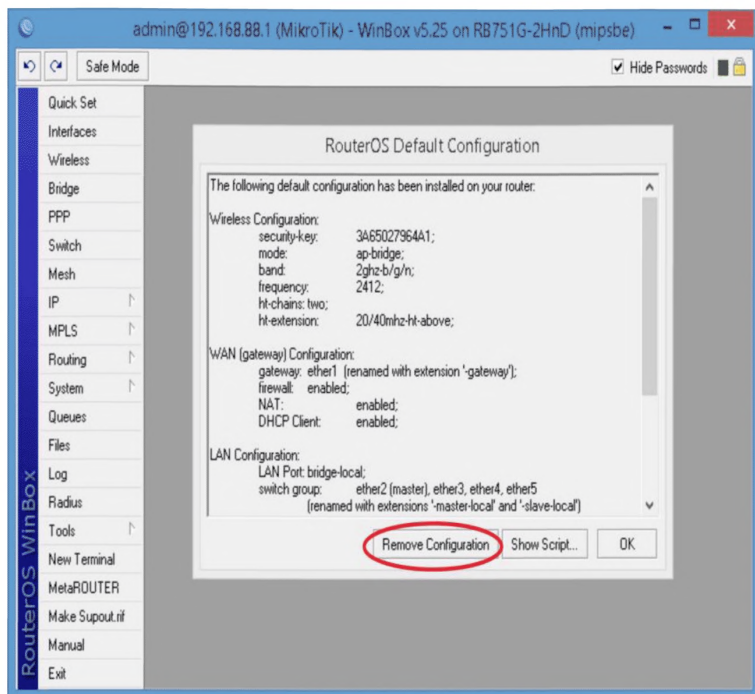 admin@192.168.88.1 (MikroTik) - WinBox v5.25 on RB751G-2HnD (mipsbe)
Safe Mode
Hide Passwords
Quick Set
Interfaces
Wireless
Bridge
PPP
Switch
Mesh
IP
MPLS
Routing
System
Queues
Files
Log
Radius
Tools
New Terminal
MetaROUTER
Make Supout.rif
Manual
Exit
RouterOS WinBox
RouterOS Default Configuration
The following default configuration has been installed on your router:
Wireless Configuration:
security-key: 3A65027964A1;
mode: ap-bridge;
band: 2ghz-b/g/n;
frequency: 2412;
ht-chains: two;
ht-extension: 20/40mhz-ht-above;
WAN (gateway) Configuration:
gateway: ether1 (renamed with extension '-gateway');
firewall: enabled;
NAT: enabled;
DHCP Client: enabled;
LAN Configuration:
LAN Port: bridge-local;
switch group: ether2 (master), ether3, ether4, ether5
(renamed with extensions '-master-local' and '-slave-local')
Remove Configuration
Show Script...
OK